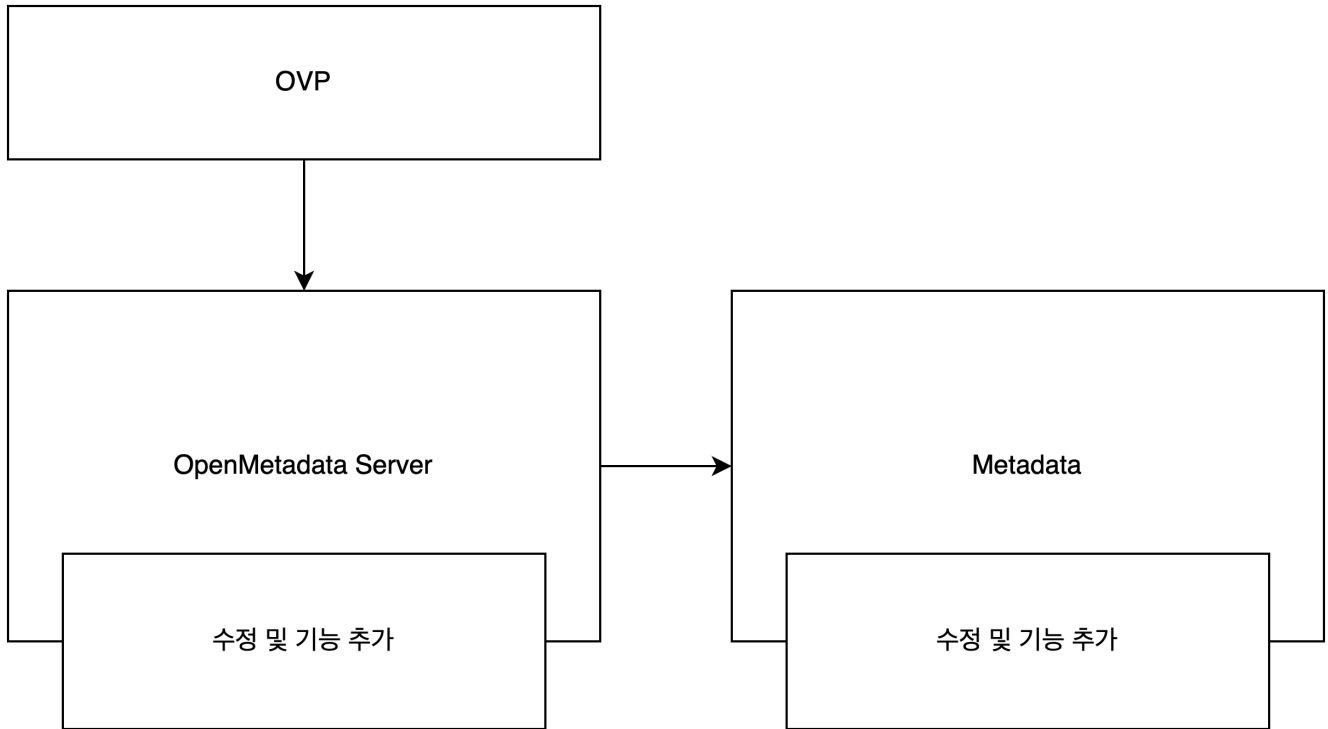 OVP
OpenMetadata Server
Metadata
수정 및 기능 추가
수정 및 기능 추가